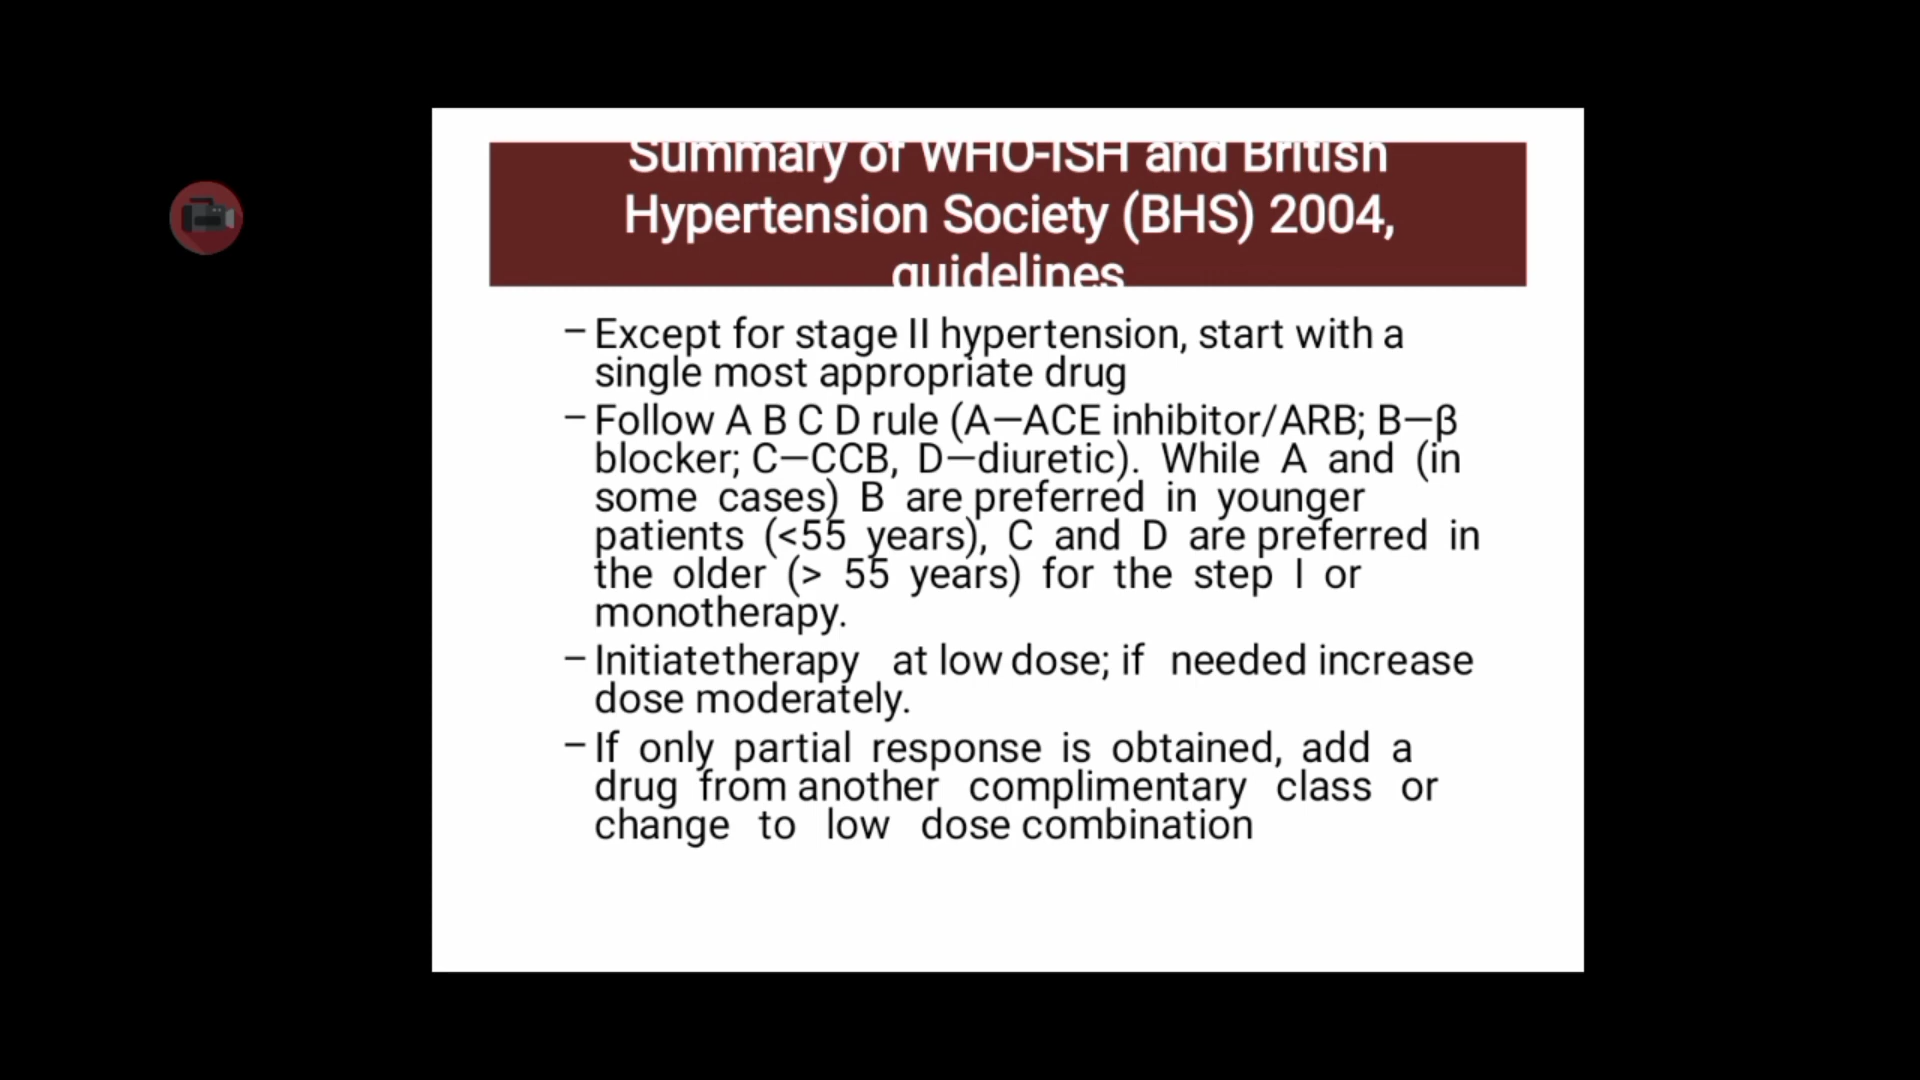 Summary of WHO-ISH and British
Hypertension Society (BHS) 2004,
guidelines
– Except for stage II hypertension, start with a
single most appropriate drug
– Follow A B C D rule (A—ACE inhibitor/ARB; B—β
blocker; C—CCB, D—diuretic). While A and (in
some cases) B are preferred in younger
patients (<55 years), C and D are preferred in
the older (> 55 years) for the step I or
monotherapy.
– Initiatetherapy at low dose; if needed increase
dose moderately.
– If only partial response is obtained, add a
drug from another complimentary class or
change to low dose combination